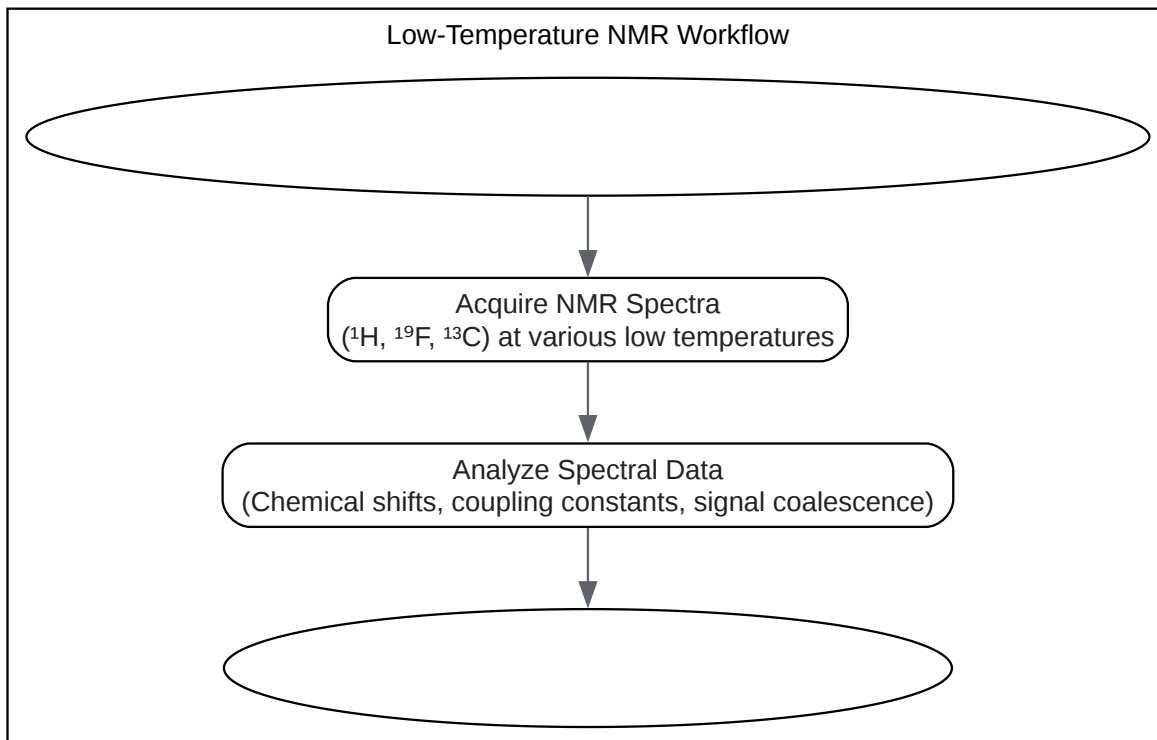 Low-Temperature NMR Workflow
Acquire NMR Spectra
(¹H, ¹⁹F, ¹³C) at various low temperatures
Analyze Spectral Data
(Chemical shifts, coupling constants, signal coalescence)